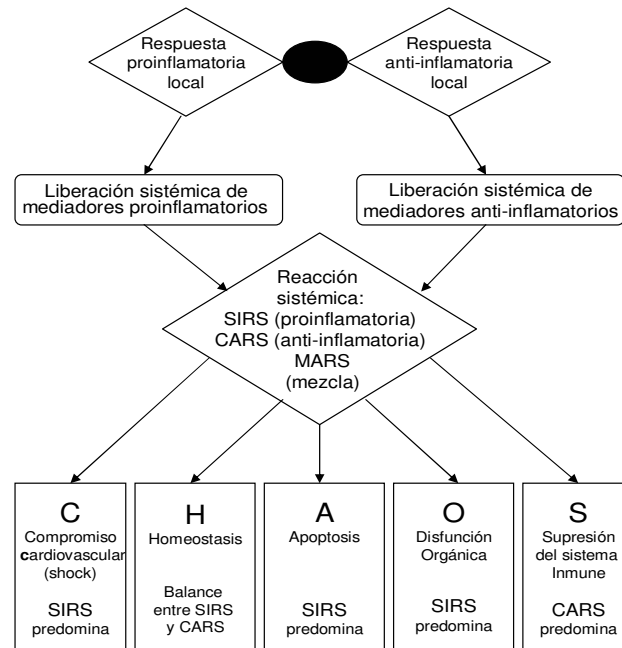 Respuesta
proinflamatoria
local
Respuesta
anti-inflamatoria
local
Liberación sistémica de
mediadores proinflamatorios
Liberación sistémica de
mediadores anti-inflamatorios
Reacción
sistémica:
SIRS (proinflamatoria)
CARS (anti-inflamatoria)
MARS
(mezcla)
C
Compromiso
cardiovascular
(shock)
SIRS
predomina
H
Homeostasis
Balance
entre SIRS
y CARS
A
Apoptosis
SIRS
predomina
O
Disfunción
Orgánica
SIRS
predomina
S
Supresión
del sistema
Inmune
CARS
predomina